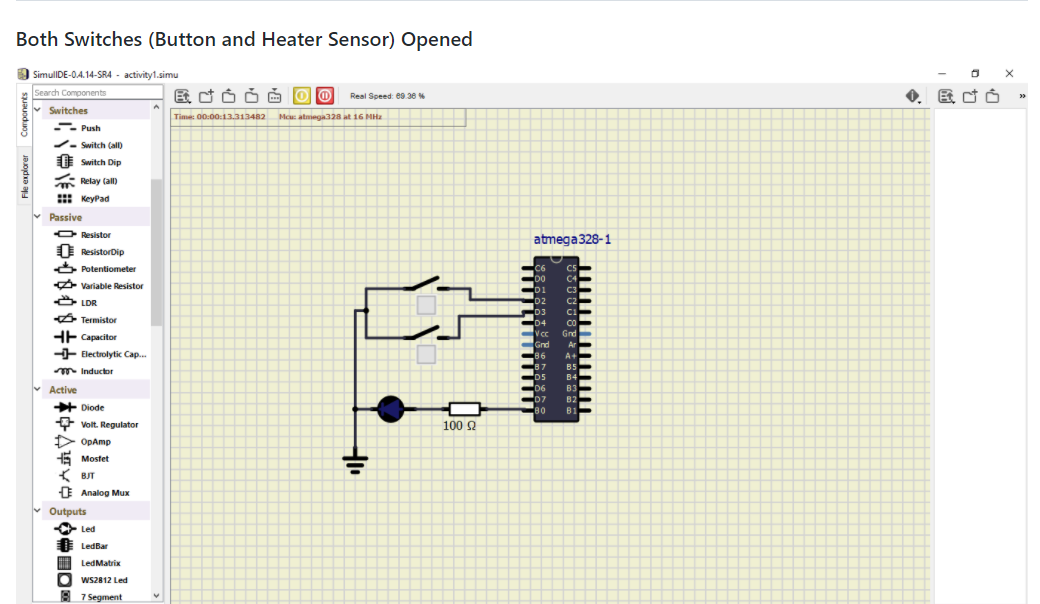 Both Switches (Button and Heater Sensor) Opened
SimulIDE-0.4.14-SR4 - activity1.simu
Components
File explorer
Search Components
Switches
Push
Switch (all)
Switch Dip
Relay (all)
KeyPad
Passive
Resistor
ResistorDip
Potentiometer
Variable Resistor
LDR
Termistor
Capacitor
Electrolytic Cap...
Inductor
Active
Diode
Volt. Regulator
OpAmp
Mosfet
BJT
Analog Mux
Outputs
Led
LedBar
LedMatrix
WS2812 Led
7 Segment
Real Speed: 69.36 %
»
Time: 00:00:13.313482 Mcu: atmega328 at 16 MHz
atmega328-1
C6 C5
D0 C4
D1 C3
D2 C2
D3 C1
D4 C0
Vcc Gnd
Gnd Ar
B6 A+
B7 B5
D5 B4
D6 B3
D7 B2
B0 B1
100 Ω